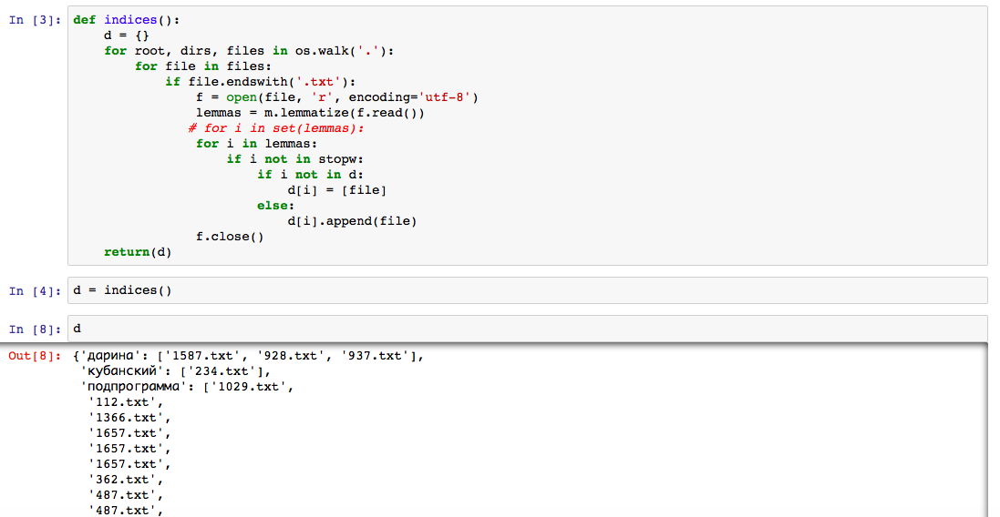 In [3]: def indices():
    d = {}
    for root, dirs, files in os.walk('.'):
        for file in files:
            if file.endswith('.txt'):
                f = open(file, 'r', encoding='utf-8')
                lemmas = m.lemmatize(f.read())
               # for i in set(lemmas):
                for i in lemmas:
                    if i not in stopw:
                        if i not in d:
                            d[i] = [file]
                        else:
                            d[i].append(file)
                f.close()
    return(d)
In [4]: d = indices()
In [8]: d
Out[8]: {'дарина': ['1587.txt', '928.txt', '937.txt'],
 'кубанский': ['234.txt'],
 'подпрограмма': ['1029.txt',
  '112.txt',
  '1366.txt',
  '1657.txt',
  '1657.txt',
  '1657.txt',
  '362.txt',
  '487.txt',
  '487.txt',